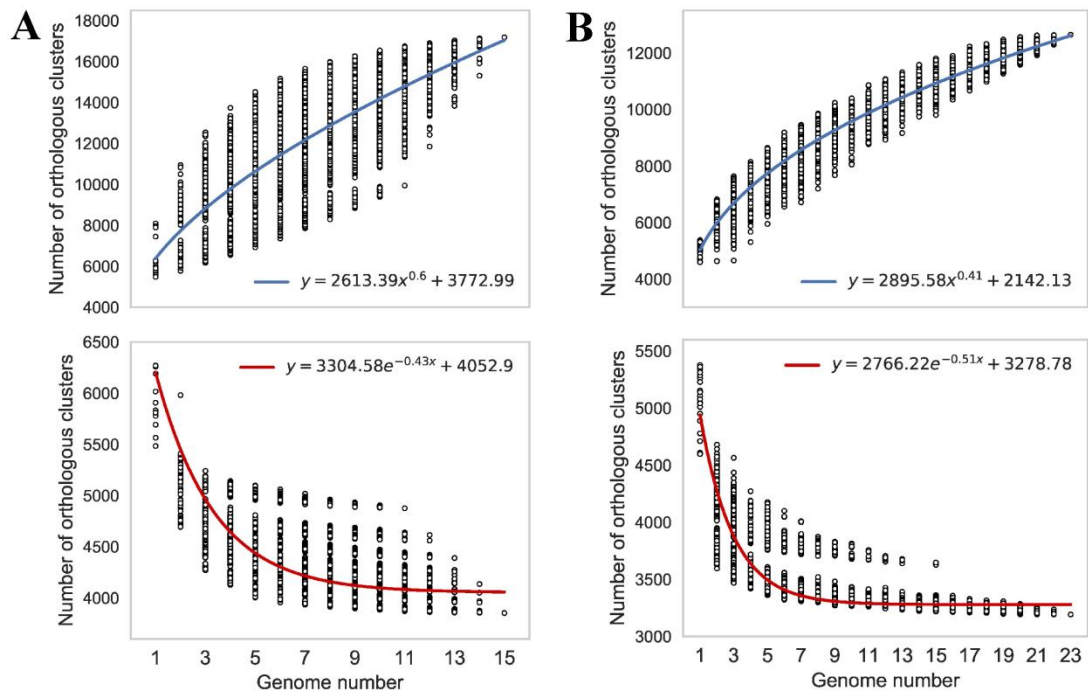 A
Number of orthologous clusters
18000
16000
14000
12000
10000
8000
6000
4000
y = 2613.39x^0.6 + 3772.99
B
Number of orthologous clusters
12000
10000
8000
6000
4000
y = 2895.58x^0.41 + 2142.13
Number of orthologous clusters
6500
6000
5500
5000
4500
4000
y = 3304.58e^−0.43x + 4052.9
1 3 5 7 9 11 13 15
Genome number
Number of orthologous clusters
5500
5000
4500
4000
3500
3000
y = 2766.22e^−0.51x + 3278.78
1 3 5 7 9 11 13 15 17 19 21 23
Genome number